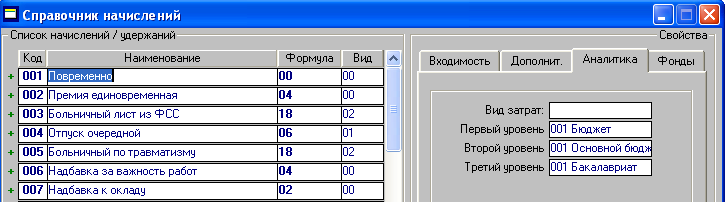 Справочник начислений
Список начислений / удержаний
Код Наименование Формула Вид
+ 001 Повременно 00 00
+ 002 Премия единовременная 04 00
+ 003 Больничный лист из ФСС 18 02
+ 004 Отпуск очередной 06 01
+ 005 Больничный по травматизму 18 02
+ 006 Надбавка за важность работ 04 00
+ 007 Надбавка к окладу 02 00
Свойства
Входимость Дополнит. Аналитика Фонды
Вид затрат:
Первый уровень 001 Бюджет
Второй уровень 001 Основной бюдж
Третий уровень 001 Бакалавриат